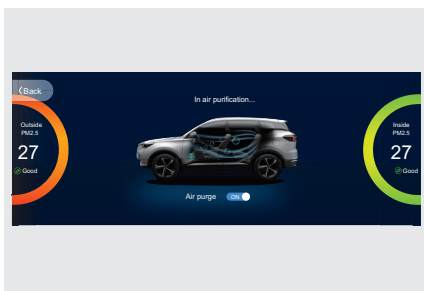 Back
In air purification...
Outside
PM2.5
27
Good
Inside
PM2.5
27
Good
Air purge ON